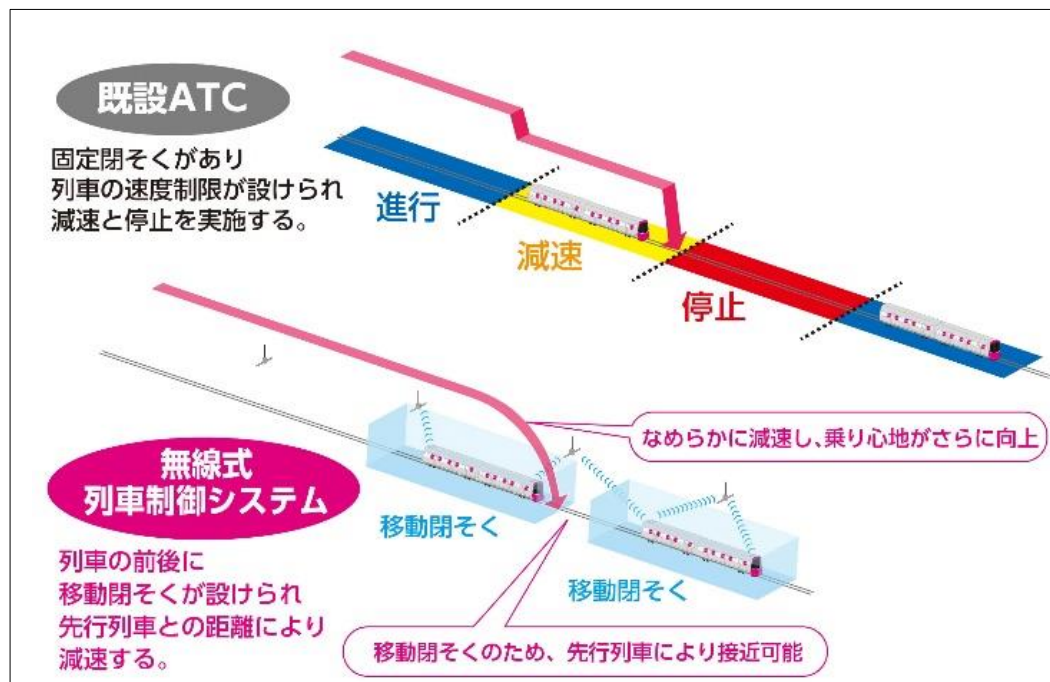 既設ATC
固定閉そくがあり
列車の速度制限が設けられ
減速と停止を実施する。
進行
減速
停止
なめらかに減速し、乗り心地がさらに向上
無線式
列車制御システム
移動閉そく
移動閉そく
列車の前後に
移動閉そくが設けられ
先行列車との距離により
減速する。
移動閉そくのため、先行列車により接近可能